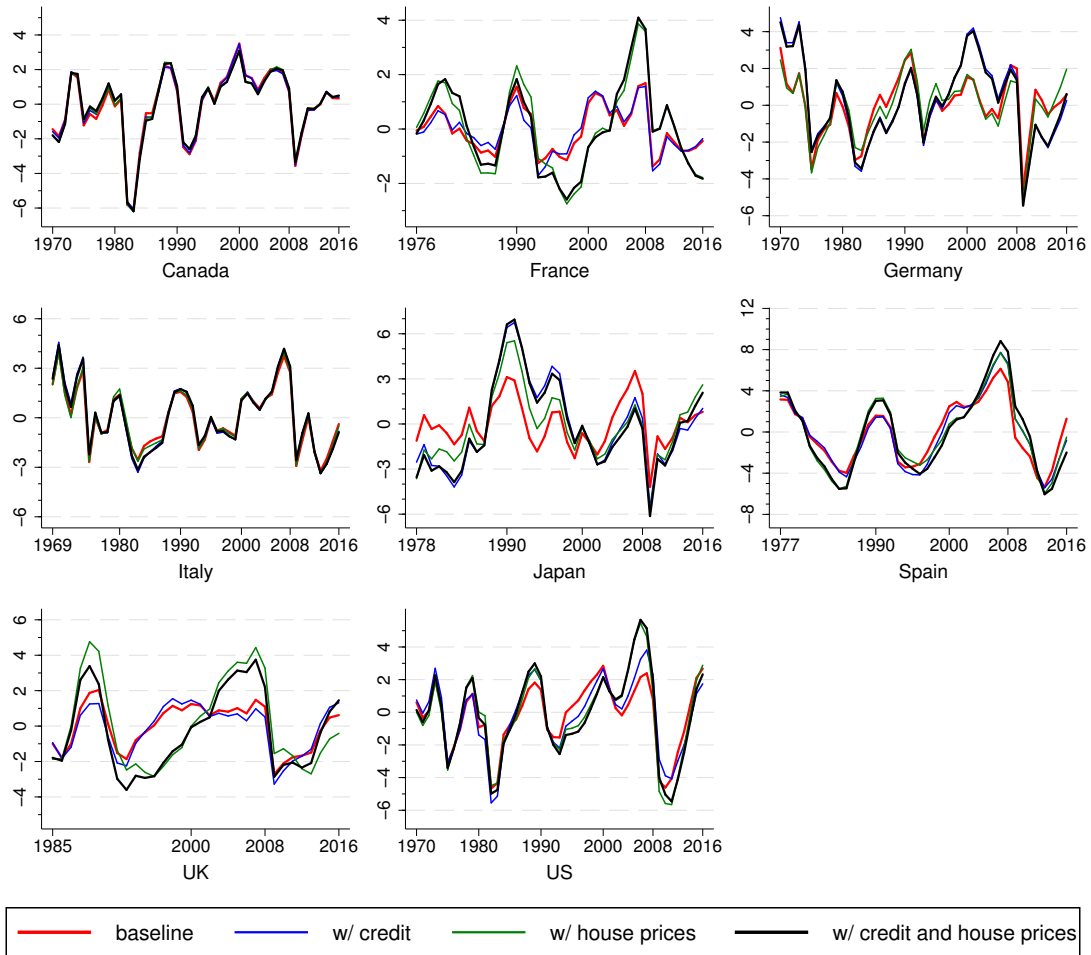 4
2
0
−2
−4
−6
1970 1980 1990 2000 2008 2016
Canada
4
2
0
−2
1976 1990 2000 2008 2016
France
4
2
0
−2
−4
−6
1970 1980 1990 2000 2008 2016
Germany
6
3
0
−3
−6
1969 1980 1990 2000 2008 2016
Italy
6
3
0
−3
−6
1978 1990 2000 2008 2016
Japan
12
8
4
0
−4
−8
1977 1990 2000 2008 2016
Spain
6
4
2
0
−2
−4
1985 2000 2008 2016
UK
4
2
0
−2
−4
−6
1970 1980 1990 2000 2008 2016
US
baseline w/ credit w/ house prices w/ credit and house prices